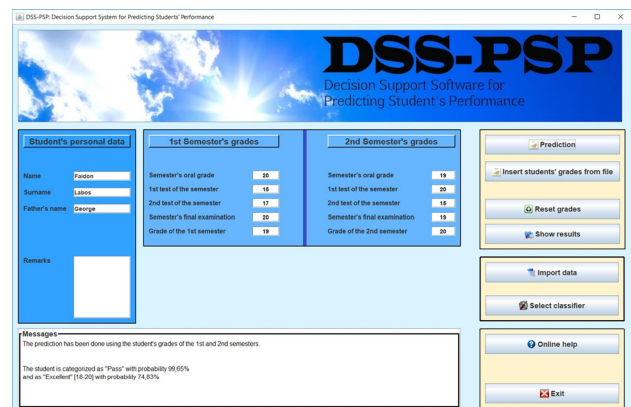 DSS-PSP: Decision Support System for Predicting Students' Performance
DSS-PSP
Decision Support Software for
Predicting Student's Performance
Student's personal data
Name Faidon
Surname Labos
Father's name George
Remarks
1st Semester's grades
Semester's oral grade 20
1st test of the semester 15
2nd test of the semester 17
Semester's final examination 20
Grade of the 1st semester 19
2nd Semester's grades
Semester's oral grade 19
1st test of the semester 20
2nd test of the semester 15
Semester's final examination 19
Grade of the 2nd semester 20
Prediction
Insert students' grades from file
Reset grades
Show results
Import data
Select classifier
Online help
Exit
Messages
The prediction has been done using the student's grades of the 1st and 2nd semesters.
The student is categorized as "Pass" with probability 99,65%
and as "Excellent" [18-20] with probability 74,83%